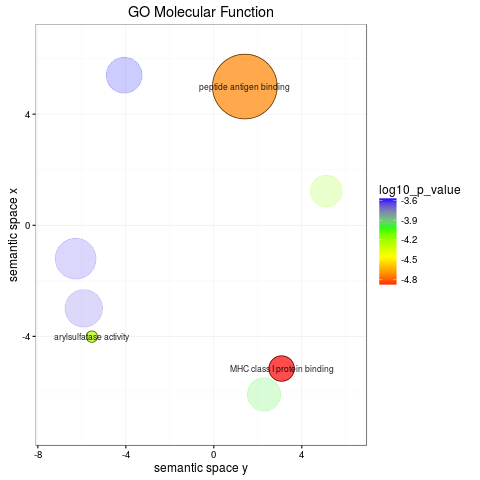 GO Molecular Function
peptide antigen binding
arylsulfatase activity
MHC class I protein binding
4
0
-4
-8
-4
0
4
semantic space x
semantic space y
log10_p_value
-3.6
-3.9
-4.2
-4.5
-4.8